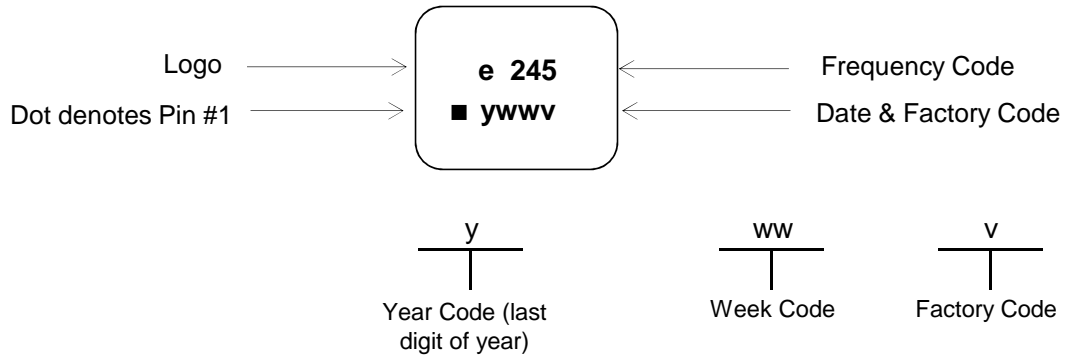 Logo
e 245
Frequency Code
Dot denotes Pin #1
■ ywwv
Date & Factory Code
y
ww
v
Year Code (last
digit of year)
Week Code
Factory Code